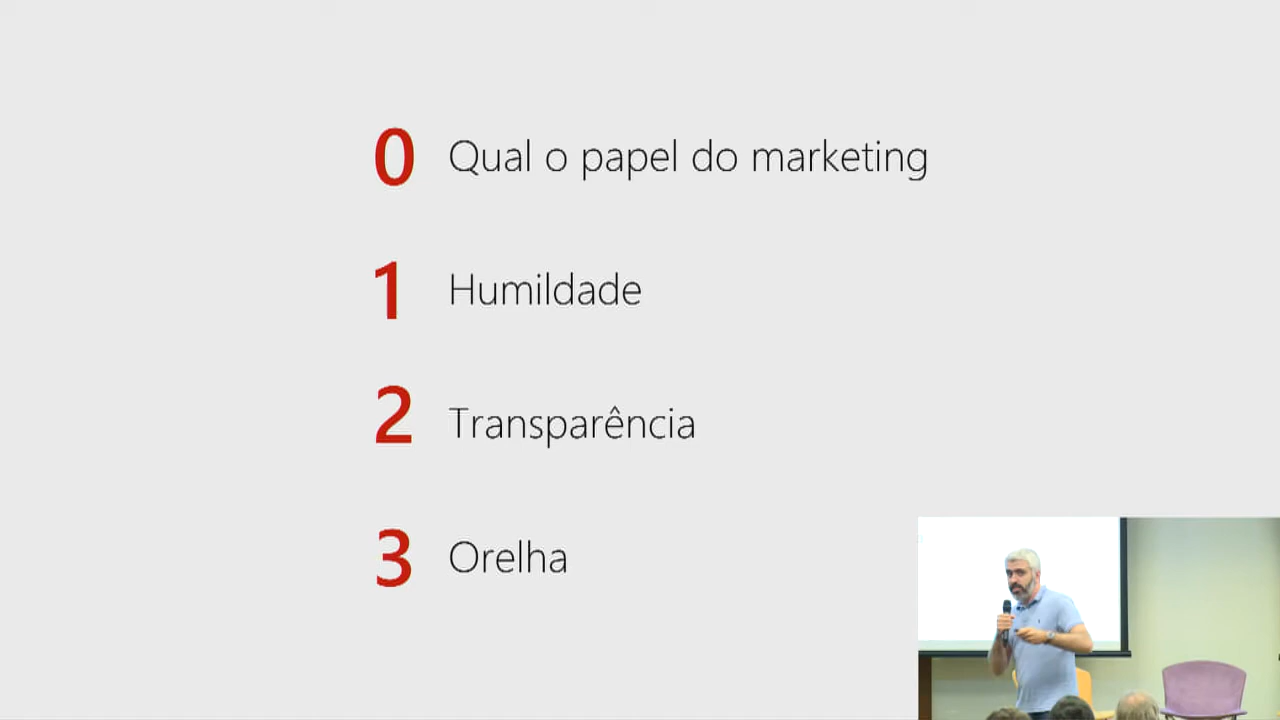 0 Qual o papel do marketing
1 Humildade
2 Transparência
3 Orelha